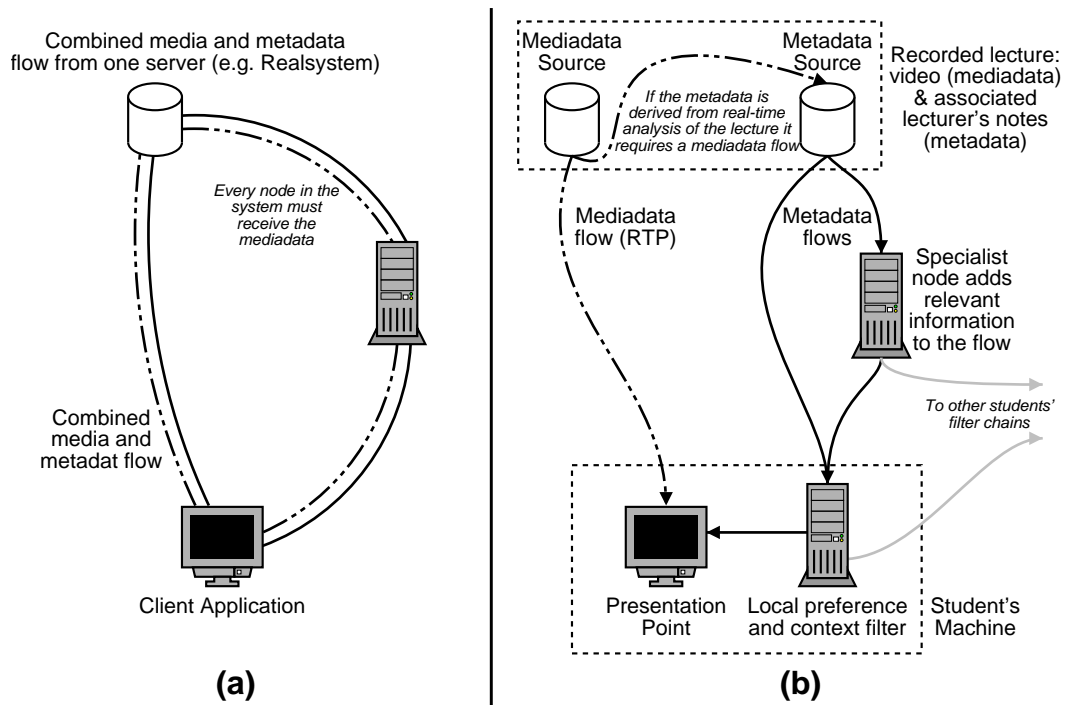 Combined media and metadata
flow from one server (e.g. Realsystem)
Every node in the
system must
receive the
mediadata
Combined
media and
metadat flow
Client Application
(a)
Mediadata
Source
Metadata
Source
If the metadata is
derived from real-time
analysis of the lecture it
requires a mediadata flow
Recorded lecture:
video (mediadata)
& associated
lecturer's notes
(metadata)
Mediadata
flow (RTP)
Metadata
flows
Specialist
node adds
relevant
information
to the flow
To other students'
filter chains
Presentation
Point
Local preference
and context filter
Student's
Machine
(b)